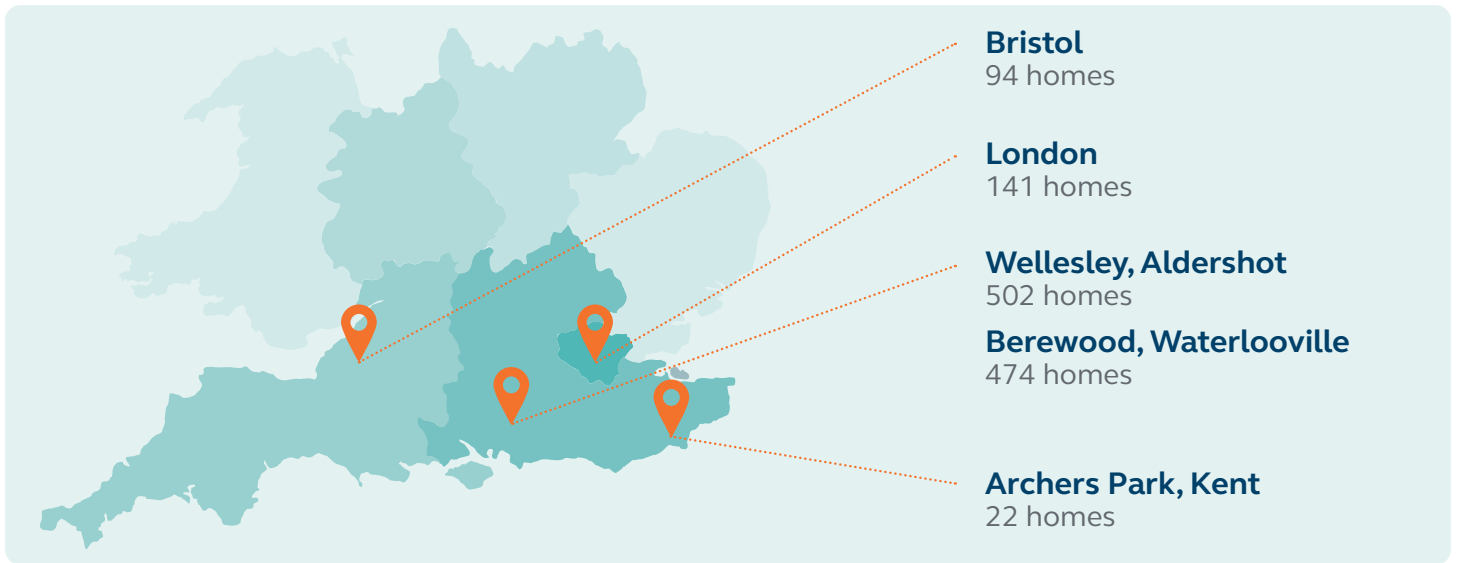 Bristol
94 homes
London
141 homes
Wellesley, Aldershot
502 homes
Berewood, Waterlooville
474 homes
Archers Park, Kent
22 homes